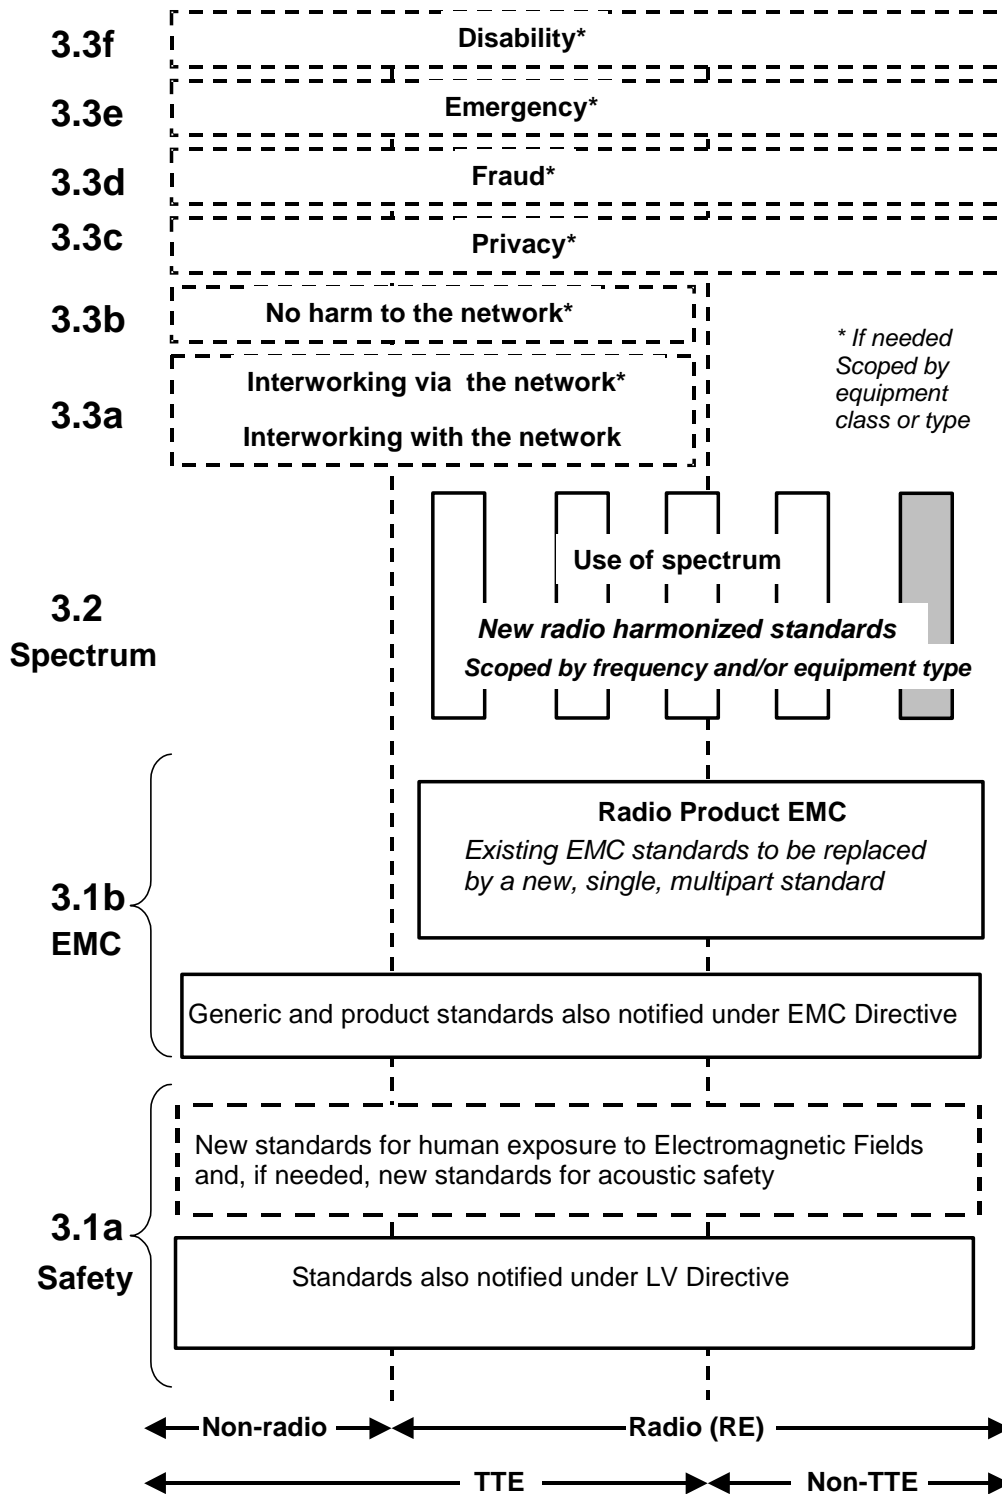 3.3f
Disability*
3.3e
Emergency*
3.3d
Fraud*
3.3c
Privacy*
3.3b
No harm to the network*
* If needed
Scoped by
equipment
class or type
3.3a
Interworking via the network*
Interworking with the network
3.2
Spectrum
Use of spectrum
New radio harmonized standards
Scoped by frequency and/or equipment type
3.1b
EMC
Radio Product EMC
Existing EMC standards to be replaced
by a new, single, multipart standard
Generic and product standards also notified under EMC Directive
3.1a
Safety
New standards for human exposure to Electromagnetic Fields
and, if needed, new standards for acoustic safety
Standards also notified under LV Directive
Non-radio
Radio (RE)
TTE
Non-TTE